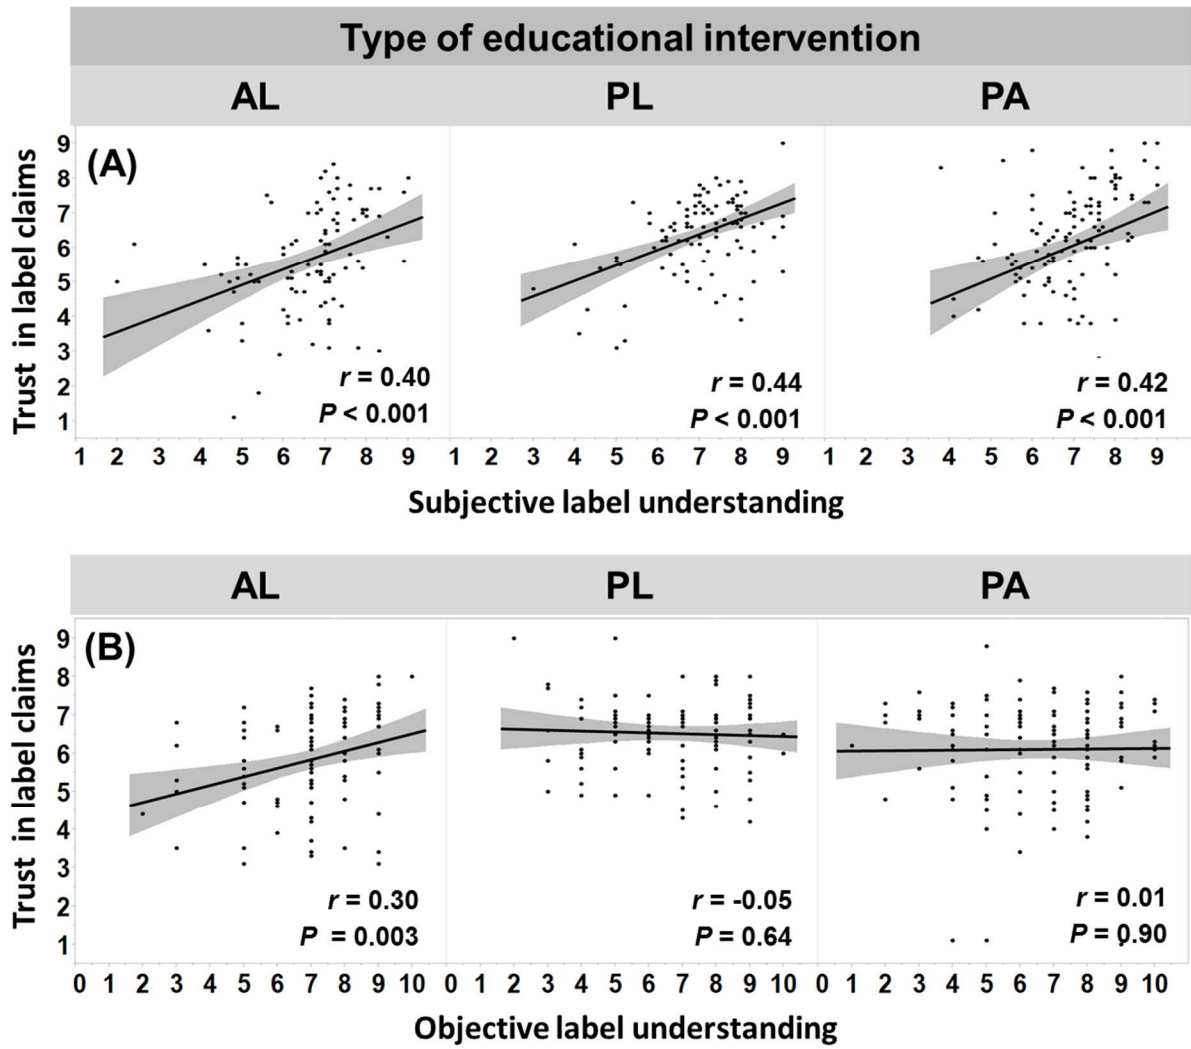 Type of educational intervention
AL PL PA
(A)
Trust in label claims
9
8
7
6
5
4
3
2
1
r = 0.40
P < 0.001
r = 0.44
P < 0.001
r = 0.42
P < 0.001
1 2 3 4 5 6 7 8 9 1 2 3 4 5 6 7 8 9 1 2 3 4 5 6 7 8 9
Subjective label understanding
AL PL PA
(B)
Trust in label claims
9
8
7
6
5
4
3
2
1
r = 0.30
P = 0.003
r = -0.05
P = 0.64
r = 0.01
P = 0.90
0 1 2 3 4 5 6 7 8 9 10 0 1 2 3 4 5 6 7 8 9 10 0 1 2 3 4 5 6 7 8 9 10
Objective label understanding